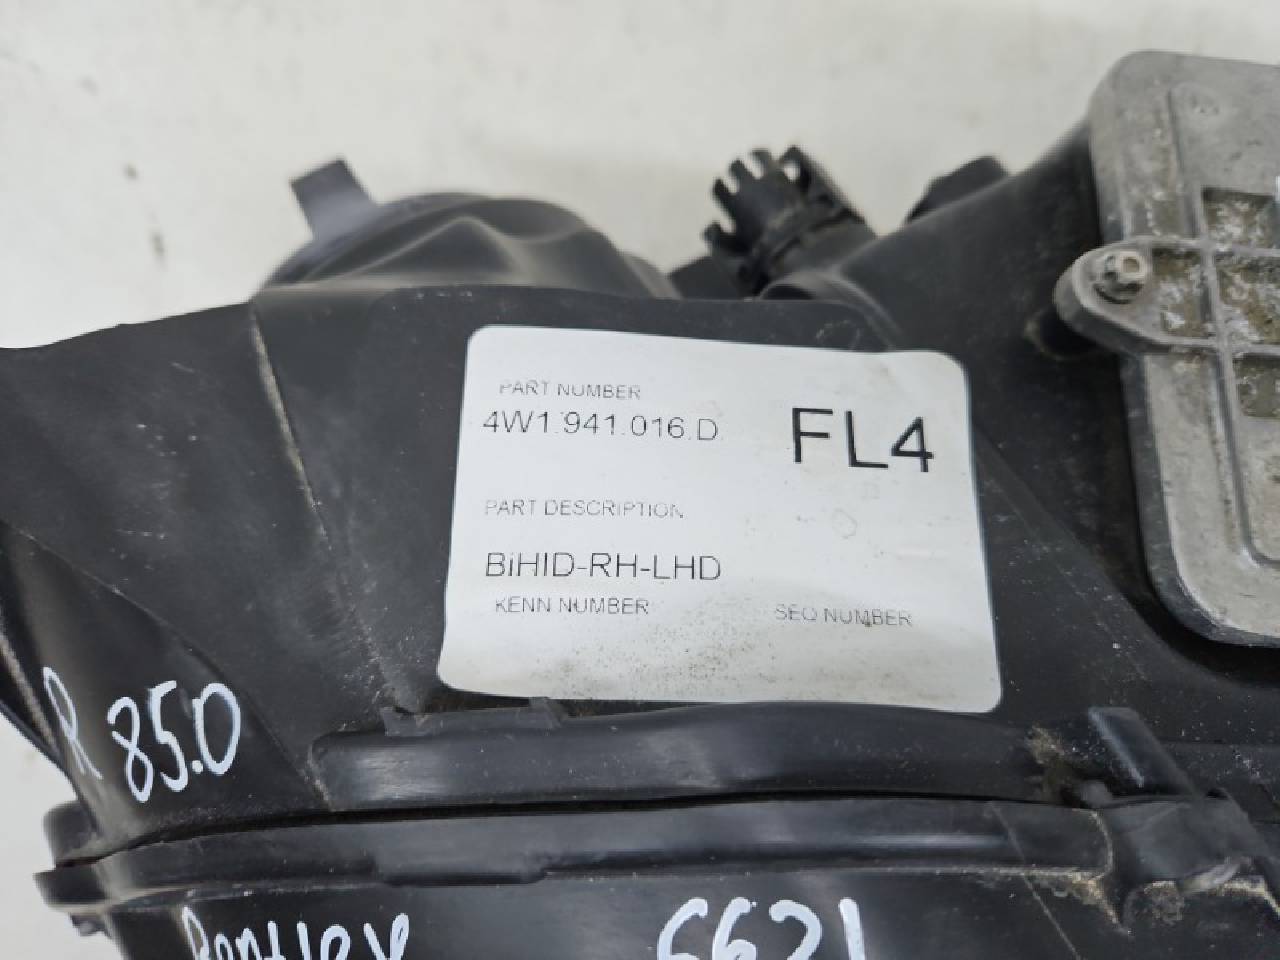 PART NUMBER
4W1.941.016.D
FL4
PART DESCRIPTION
BiHID-RH-LHD
KENN NUMBER
SEQ NUMBER
R 85.0
Bentley
6621